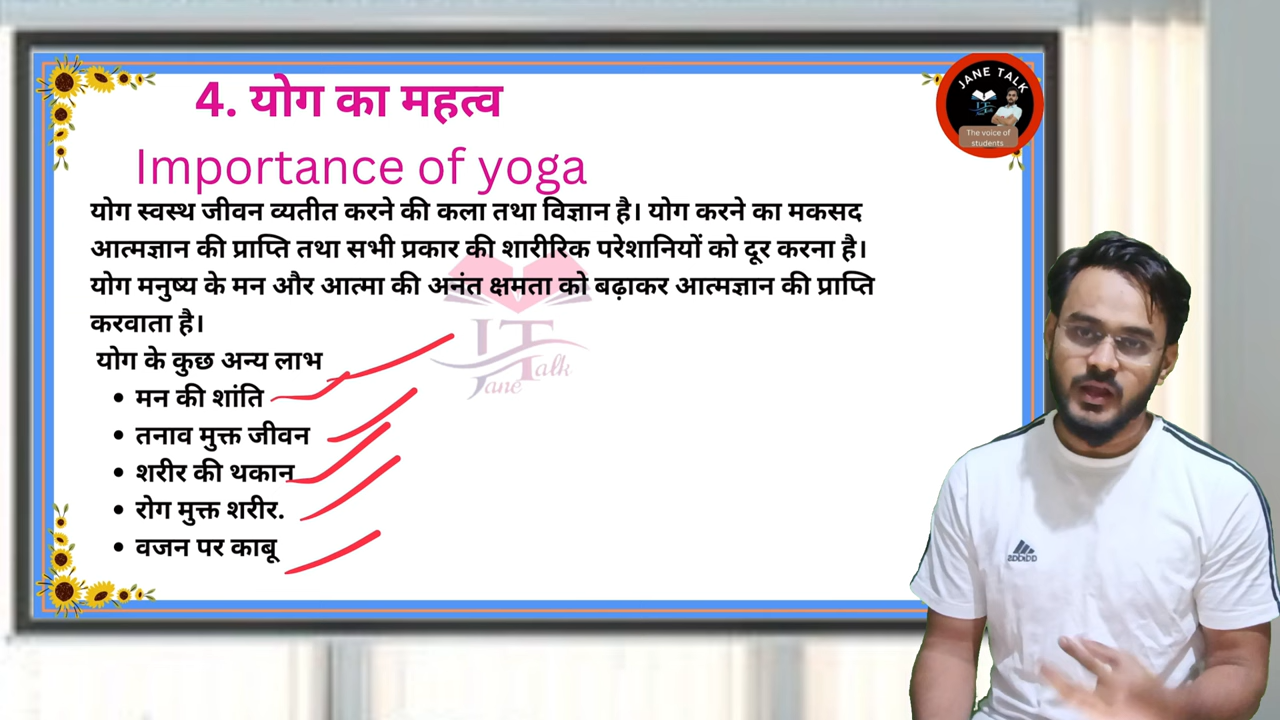 4. योग का महत्व
Importance of yoga
योग स्वस्थ जीवन व्यतीत करने की कला तथा विज्ञान है। योग करने का मकसद
आत्मज्ञान की प्राप्ति तथा सभी प्रकार की शारीरिक परेशानियों को दूर करना है।
योग मनुष्य के मन और आत्मा की अनंत क्षमता को बढ़ाकर आत्मज्ञान की प्राप्ति
करवाता है।
योग के कुछ अन्य लाभ
• मन की शांति
• तनाव मुक्त जीवन
• शरीर की थकान
• रोग मुक्त शरीर.
• वजन पर काबू
JT
Jane Talk
JANE TALK
The voice of
students